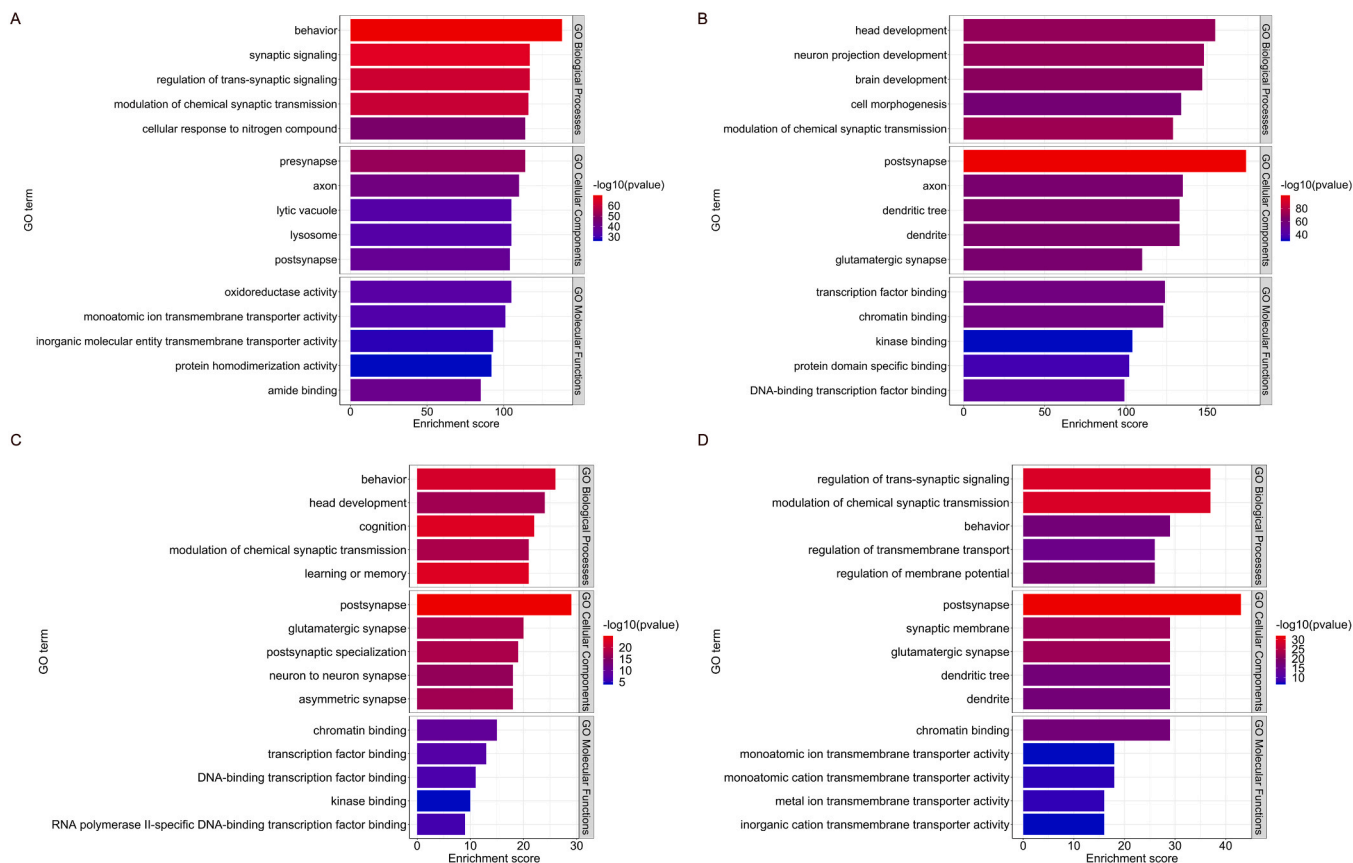 A
behavior
synaptic signaling
regulation of trans-synaptic signaling
modulation of chemical synaptic transmission
cellular response to nitrogen compound
GO Biological Processes
presynapse
axon
lytic vacuole
lysosome
postsynapse
GO Cellular Components
oxidoreductase activity
monoatomic ion transmembrane transporter activity
inorganic molecular entity transmembrane transporter activity
protein homodimerization activity
amide binding
GO Molecular Functions
GO term
0 50 100
Enrichment score
-log10(pvalue)
60
50
40
30
B
head development
neuron projection development
brain development
cell morphogenesis
modulation of chemical synaptic transmission
GO Biological Processes
postsynapse
axon
dendritic tree
dendrite
glutamatergic synapse
GO Cellular Components
transcription factor binding
chromatin binding
kinase binding
protein domain specific binding
DNA-binding transcription factor binding
GO Molecular Functions
GO term
0 50 100 150
Enrichment score
-log10(pvalue)
80
60
40
C
behavior
head development
cognition
modulation of chemical synaptic transmission
learning or memory
GO Biological Processes
postsynapse
glutamatergic synapse
postsynaptic specialization
neuron to neuron synapse
asymmetric synapse
GO Cellular Components
chromatin binding
transcription factor binding
DNA-binding transcription factor binding
kinase binding
RNA polymerase II-specific DNA-binding transcription factor binding
GO Molecular Functions
GO term
0 10 20 30
Enrichment score
-log10(pvalue)
20
15
10
5
D
regulation of trans-synaptic signaling
modulation of chemical synaptic transmission
behavior
regulation of transmembrane transport
regulation of membrane potential
GO Biological Processes
postsynapse
synaptic membrane
glutamatergic synapse
dendritic tree
dendrite
GO Cellular Components
chromatin binding
monoatomic ion transmembrane transporter activity
monoatomic cation transmembrane transporter activity
metal ion transmembrane transporter activity
inorganic cation transmembrane transporter activity
GO Molecular Functions
GO term
0 10 20 30 40
Enrichment score
-log10(pvalue)
30
25
20
15
10